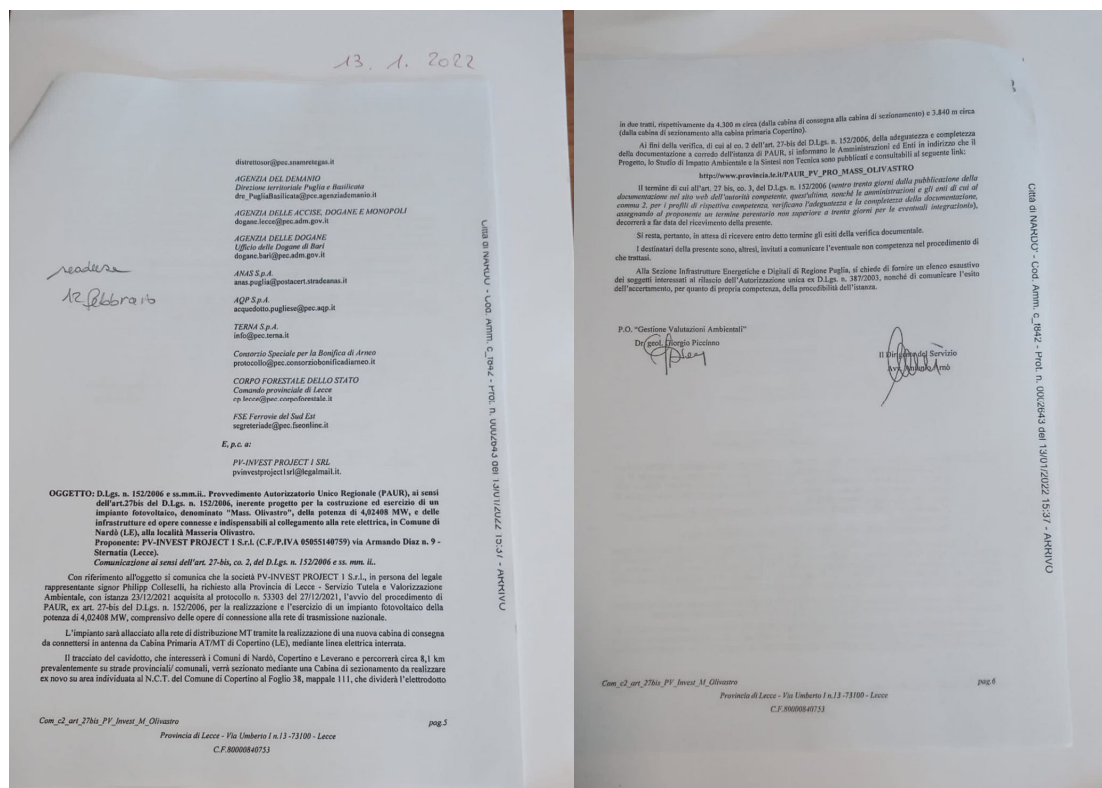 13. 1. 2022
distrettosor@pec.snamretegas.it
AGENZIA DEL DEMANIO
Direzione territoriale Puglia e Basilicata
dre_PugliaBasilicata@pec.agenziademanio.it
AGENZIA DELLE ACCISE, DOGANE E MONOPOLI
dogane.lecce@pec.adm.gov.it
AGENZIA DELLE DOGANE
Ufficio delle Dogane di Bari
dogane.bari@pec.adm.gov.it
ANAS S.p.A.
anas.puglia@postacert.stradeanas.it
AQP S.p.A.
acquedotto.pugliese@pec.aqp.it
TERNA S.p.A.
info@pec.terna.it
Consorzio Speciale per la Bonifica di Arneo
protocollo@pec.consorziobonificadiarneo.it
CORPO FORESTALE DELLO STATO
Comando provinciale di Lecce
cp.lecce@pec.corpoforestale.it
FSE Ferrovie del Sud Est
segreteriade@pec.fseonline.it
E, p.c. a:
PV-INVEST PROJECT 1 SRL
pvinvestproject1srl@legalmail.it.
12 febbraio
OGGETTO: D.Lgs. n. 152/2006 e ss.mm.ii.. Provvedimento Autorizzatorio Unico Regionale (PAUR), ai sensi
dell'art.27bis del D.Lgs. n. 152/2006, inerente progetto per la costruzione ed esercizio di un
impianto fotovoltaico, denominato "Mass. Olivastro", della potenza di 4,02408 MW, e delle
infrastrutture ed opere connesse e indispensabili al collegamento alla rete elettrica, in Comune di
Nardò (LE), alla località Masseria Olivastro.
Proponente: PV-INVEST PROJECT 1 S.r.l. (C.F./P.IVA 05055140759) via Armando Diaz n. 9 -
Sternatia (Lecce).
Comunicazione ai sensi dell'art. 27-bis, co. 2, del D.Lgs. n. 152/2006 e ss. mm. ii..
Con riferimento all'oggetto si comunica che la società PV-INVEST PROJECT 1 S.r.l., in persona del legale
rappresentante signor Philipp Colleselli, ha richiesto alla Provincia di Lecce - Servizio Tutela e Valorizzazione
Ambientale, con istanza 23/12/2021 acquisita al protocollo n. 53303 del 27/12/2021, l'avvio del procedimento di
PAUR, ex art. 27-bis del D.Lgs. n. 152/2006, per la realizzazione e l'esercizio di un impianto fotovoltaico della
potenza di 4,02408 MW, comprensivo delle opere di connessione alla rete di trasmissione nazionale.
L'impianto sarà allacciato alla rete di distribuzione MT tramite la realizzazione di una nuova cabina di consegna
da connettersi in antenna da Cabina Primaria AT/MT di Copertino (LE), mediante linea elettrica interrata.
Il tracciato del cavidotto, che interesserà i Comuni di Nardò, Copertino e Leverano e percorrerà circa 8,1 km
prevalentemente su strade provinciali/ comunali, verrà sezionato mediante una Cabina di sezionamento da realizzare
ex novo su area individuata al N.C.T. del Comune di Copertino al Foglio 38, mappale 111, che dividerà l'elettrodotto
Com_c2_art_27bis_PV_Invest_M_Olivastro pag.5
Provincia di Lecce - Via Umberto I n.13 -73100 - Lecce
C.F.80000840753
Città di NARDO' - Cod. Amm. c_f842 - Prot. n. 0002643 del 13/01/2022 15:37 - ARRIVO
in due tratti, rispettivamente da 4.300 m circa (dalla cabina di consegna alla cabina di sezionamento) e 3.840 m circa
(dalla cabina di sezionamento alla cabina primaria Copertino).
Ai fini della verifica, di cui al co. 2 dell'art. 27-bis del D.Lgs. n. 152/2006, della adeguatezza e completezza
della documentazione a corredo dell'istanza di PAUR, si informano le Amministrazioni ed Enti in indirizzo che il
Progetto, lo Studio di Impatto Ambientale e la Sintesi non Tecnica sono pubblicati e consultabili al seguente link:
http://www.provincia.le.it/PAUR_PV_PRO_MASS_OLIVASTRO
Il termine di cui all'art. 27 bis, co. 3, del D.Lgs. n. 152/2006 (entro trenta giorni dalla pubblicazione della
documentazione nel sito web dell'autorità competente, quest'ultima, nonché le amministrazioni e gli enti di cui al
comma 2, per i profili di rispettiva competenza, verificano l'adeguatezza e la completezza della documentazione,
assegnando al proponente un termine perentorio non superiore a trenta giorni per le eventuali integrazionie),
decorrerà a far data del ricevimento della presente.
Si resta, pertanto, in attesa di ricevere entro detto termine gli esiti della verifica documentale.
I destinatari della presente sono, altresì, invitati a comunicare l'eventuale non competenza nel procedimento di
che trattasi.
Alla Sezione Infrastrutture Energetiche e Digitali di Regione Puglia, si chiede di fornire un elenco esaustivo
dei soggetti interessati al rilascio dell'Autorizzazione unica ex D.Lgs. n. 387/2003, nonché di comunicare l'esito
dell'accertamento, per quanto di propria competenza, della procedibilità dell'istanza.
P.O. "Gestione Valutazioni Ambientali"
Dr. geol. Giorgio Piccinno
Il Dirigente del Servizio
Avv. Antonio Arnò
Com_c2_art_27bis_PV_Invest_M_Olivastro pag.6
Provincia di Lecce - Via Umberto I n.13 -73100 - Lecce
C.F.80000840753
Città di NARDO' - Cod. Amm. c_f842 - Prot. n. 0002643 del 13/01/2022 15:37 - ARRIVO